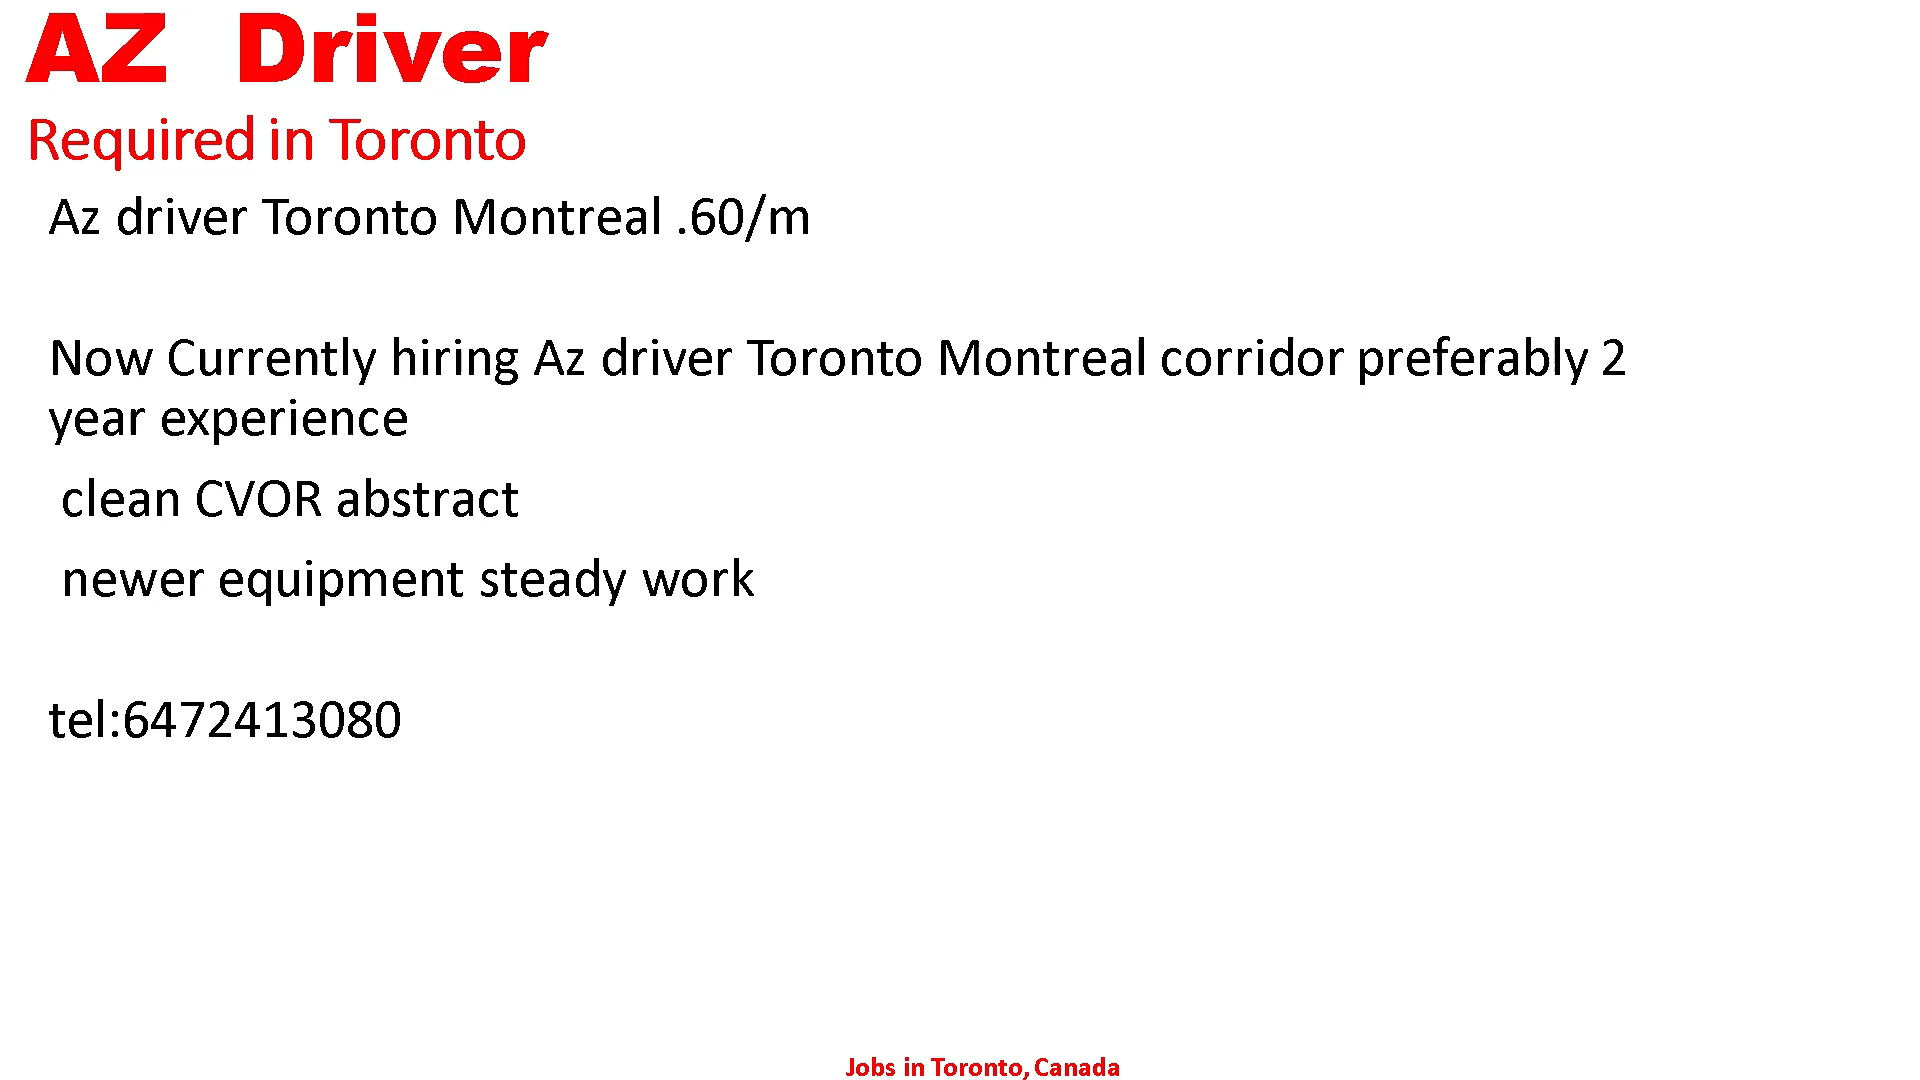 AZ Driver
Required in Toronto
Az driver Toronto Montreal .60/m
Now Currently hiring Az driver Toronto Montreal corridor preferably 2
year experience
clean CVOR abstract
newer equipment steady work
tel:6472413080
Jobs in Toronto, Canada